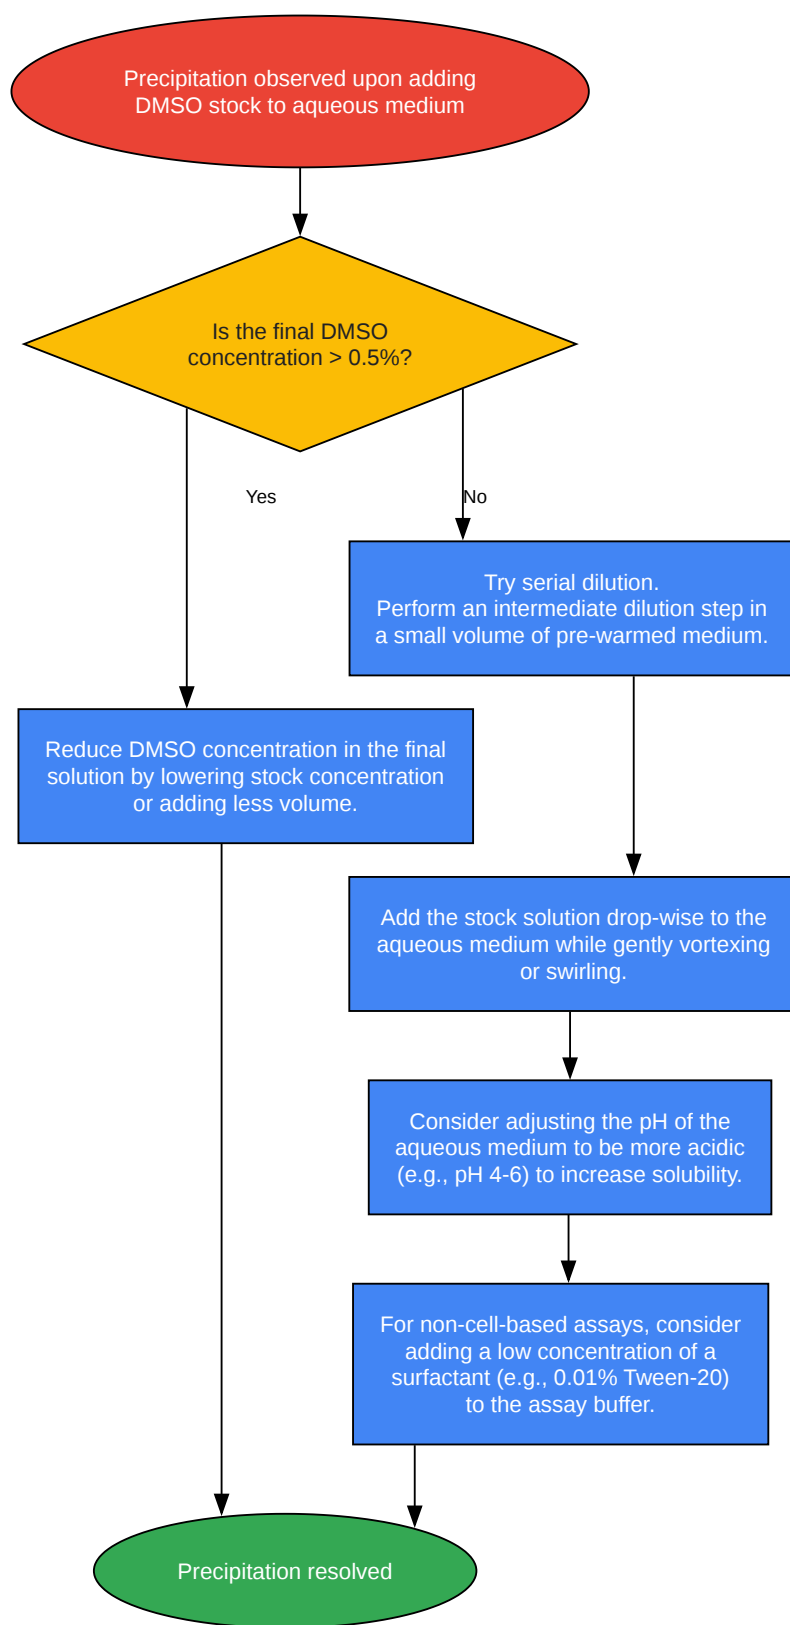 Precipitation observed upon adding
DMSO stock to aqueous medium
Is the final DMSO
concentration > 0.5%?
Yes
No
Try serial dilution.
Perform an intermediate dilution step in
a small volume of pre-warmed medium.
Reduce DMSO concentration in the final
solution by lowering stock concentration
or adding less volume.
Add the stock solution drop-wise to the
aqueous medium while gently vortexing
or swirling.
Consider adjusting the pH of the
aqueous medium to be more acidic
(e.g., pH 4-6) to increase solubility.
For non-cell-based assays, consider
adding a low concentration of a
surfactant (e.g., 0.01% Tween-20)
to the assay buffer.
Precipitation resolved